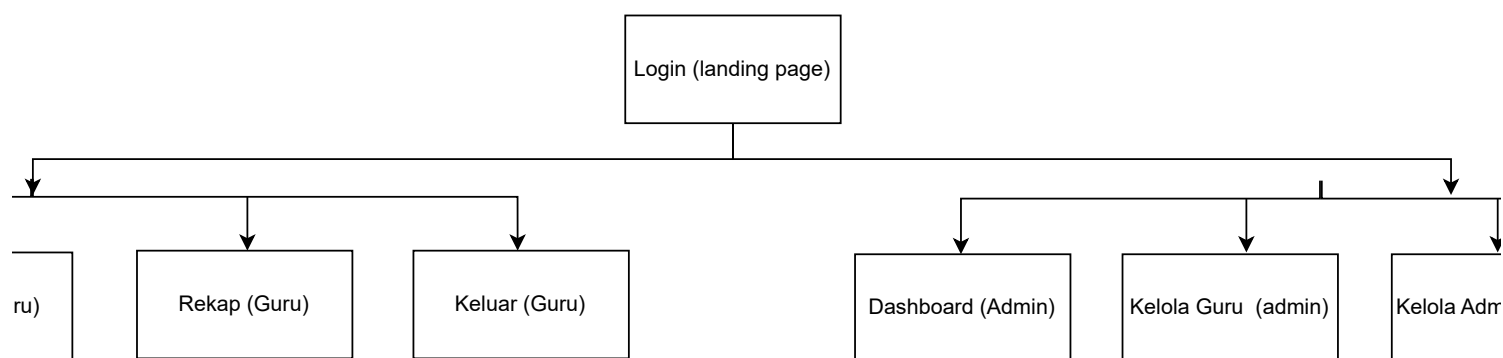 Login (landing page)
ru)
Rekap (Guru)
Keluar (Guru)
Dashboard (Admin)
Kelola Guru  (admin)
Kelola Adm